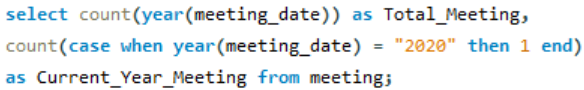 select count(year(meeting_date)) as Total_Meeting,
count(case when year(meeting_date) = "2020" then 1 end)
as Current_Year_Meeting from meeting;